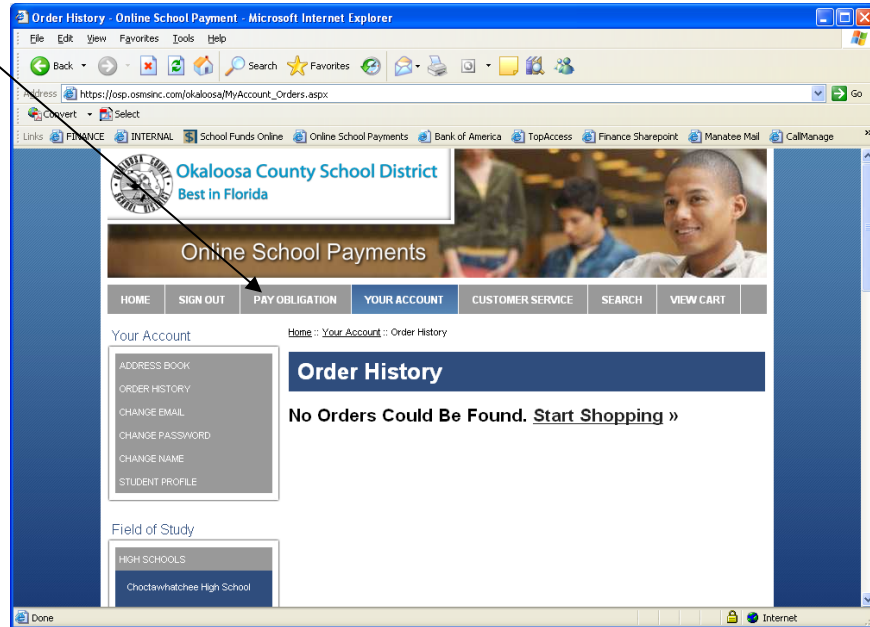 Order History - Online School Payment - Microsoft Internet Explorer
File Edit View Favorites Tools Help
Back Search Favorites
Address https://osp.osmsinc.com/okaloosa/MyAccount_Orders.aspx Go
Convert Select
Links FINANCE INTERNAL School Funds Online Online School Payments Bank of America TopAccess Finance Sharepoint Manatee Mail CallManage »
Okaloosa County School District
Best in Florida
Online School Payments
HOME SIGN OUT PAY OBLIGATION YOUR ACCOUNT CUSTOMER SERVICE SEARCH VIEW CART
Your Account
ADDRESS BOOK
ORDER HISTORY
CHANGE EMAIL
CHANGE PASSWORD
CHANGE NAME
STUDENT PROFILE
Field of Study
HIGH SCHOOLS
Choctawhatchee High School
Home :: Your Account :: Order History
Order History
No Orders Could Be Found. Start Shopping »
Done Internet